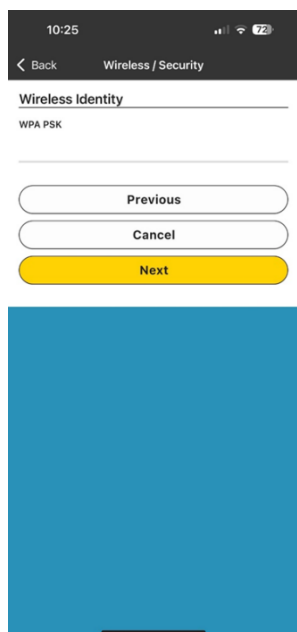 10:25
72
Back
Wireless / Security
Wireless Identity
WPA PSK
Previous
Cancel
Next